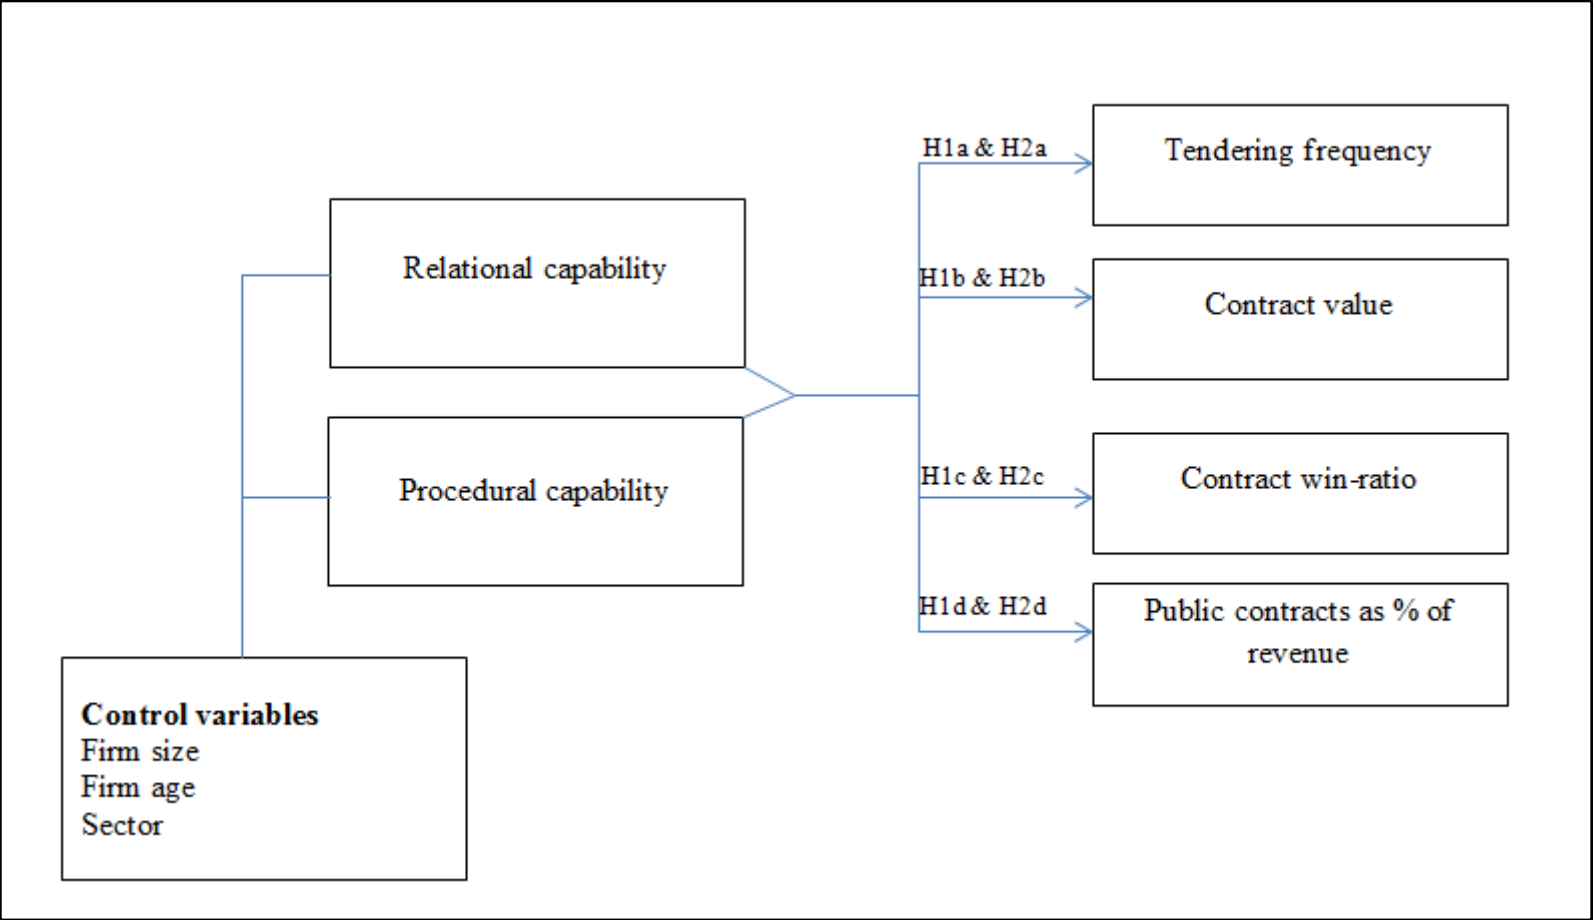 H1a & H2a
Tendering frequency
Relational capability
H1b & H2b
Contract value
H1c & H2c
Contract win-ratio
Procedural capability
H1d & H2d
Public contracts as % of
revenue
Control variables
Firm size
Firm age
Sector